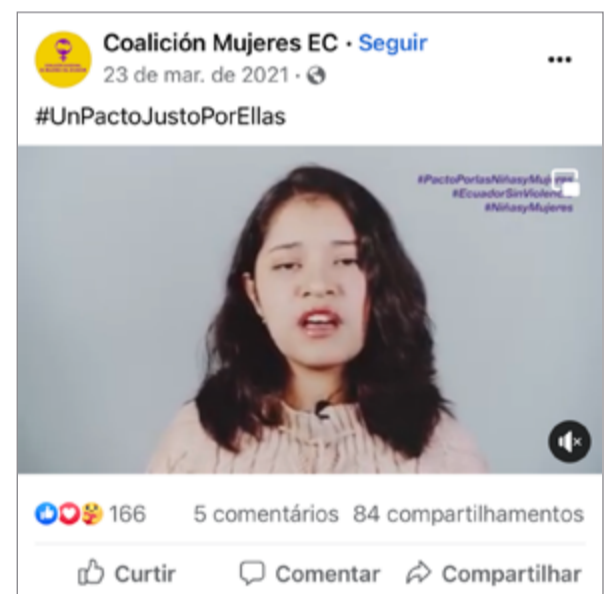 Coalición Mujeres EC · Seguir
23 de mar. de 2021 ·
#UnPactoJustoPorEllas
#PactoPorlasNiñasyMujeres
#EcuadorSinViolencia
#NiñasyMujeres
166 5 comentários 84 compartilhamentos
Curtir Comentar Compartilhar